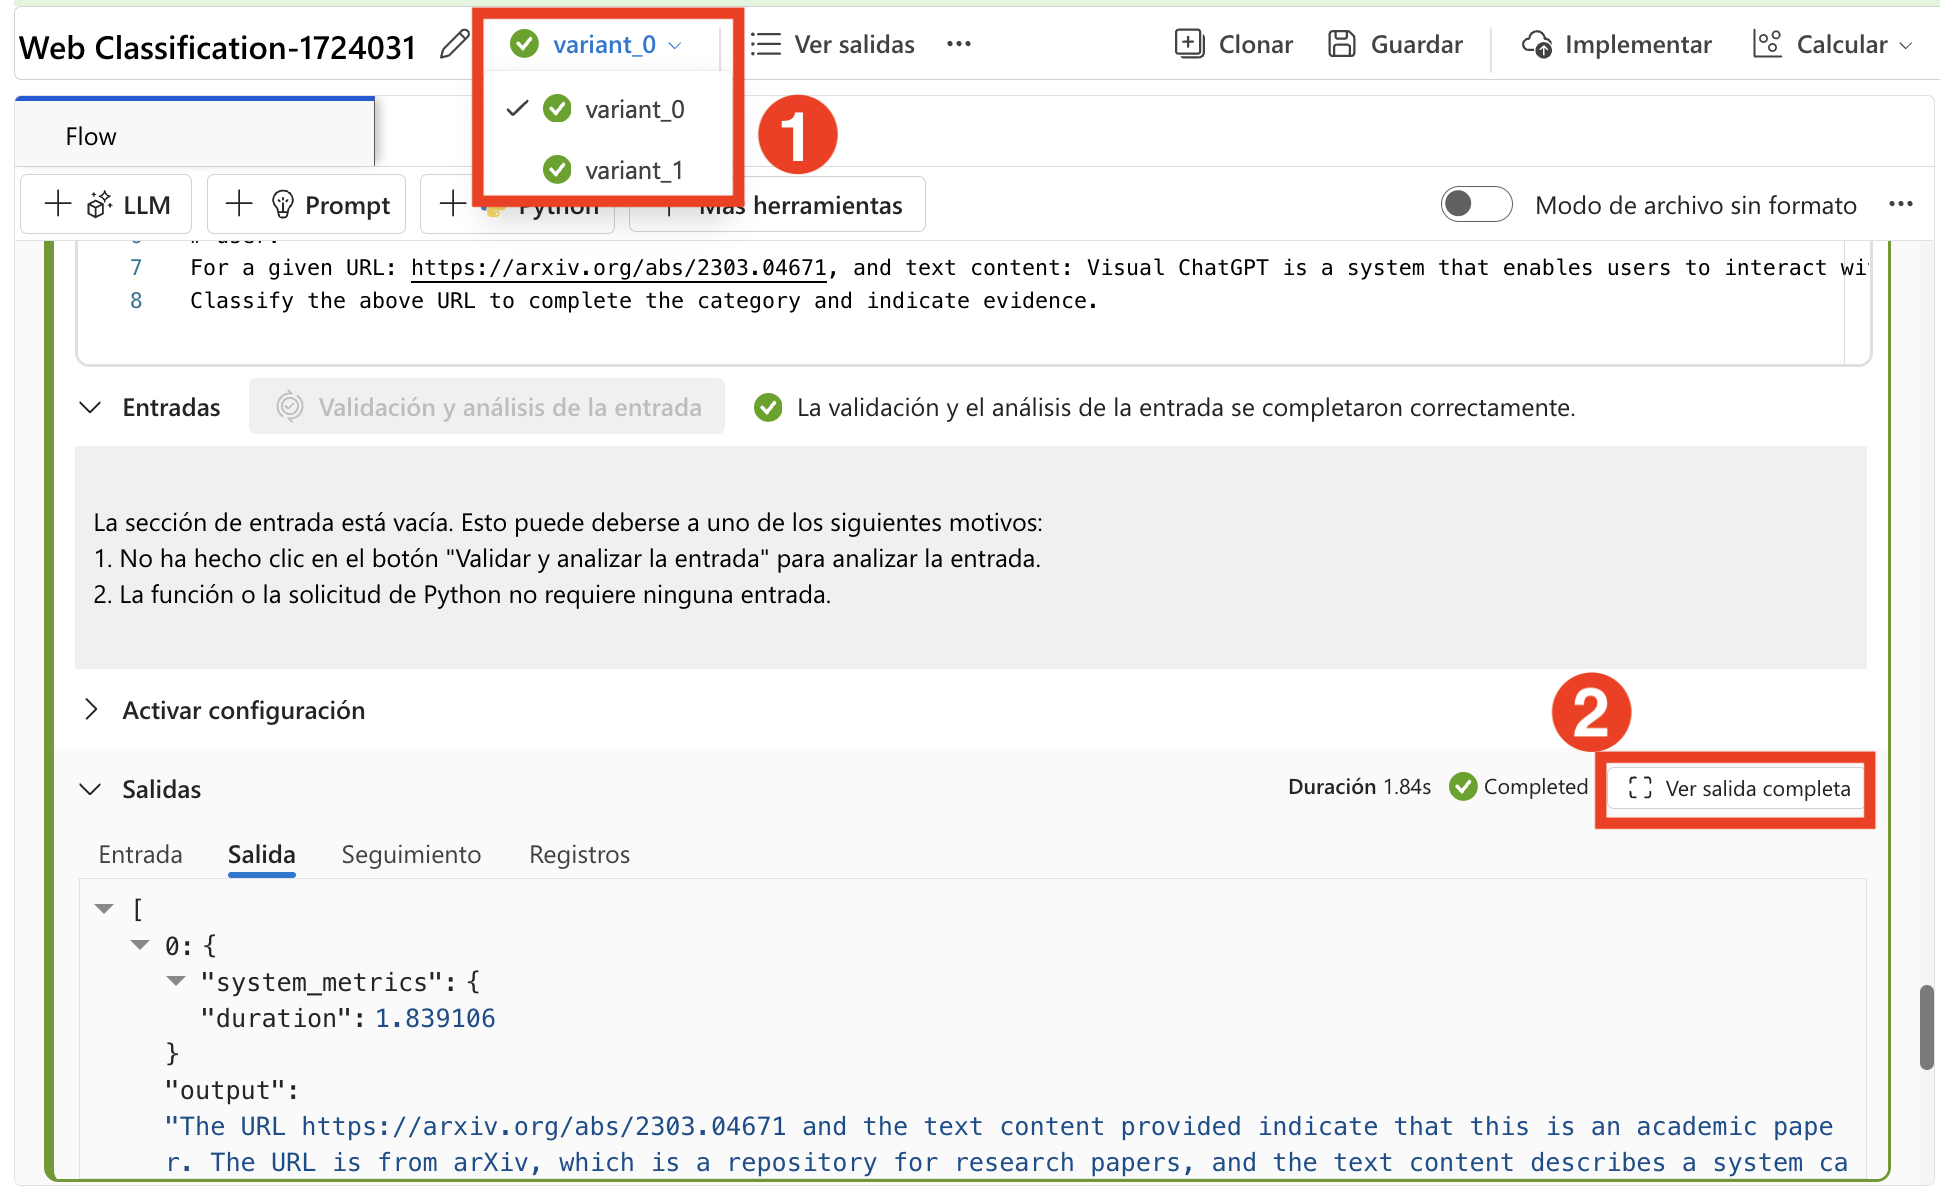 Web Classification-1724031
variant_0
Ver salidas
Clonar
Guardar
Implementar
Calcular
variant_0
variant_1
1
Flow
LLM
Prompt
Python
Más herramientas
Modo de archivo sin formato
6 # user:
7 For a given URL: https://arxiv.org/abs/2303.04671, and text content: Visual ChatGPT is a system that enables users to interact wi
8 Classify the above URL to complete the category and indicate evidence.
Entradas
Validación y análisis de la entrada
La validación y el análisis de la entrada se completaron correctamente.
La sección de entrada está vacía. Esto puede deberse a uno de los siguientes motivos:
1. No ha hecho clic en el botón "Validar y analizar la entrada" para analizar la entrada.
2. La función o la solicitud de Python no requiere ninguna entrada.
Activar configuración
2
Salidas
Duración 1.84s
Completed
Ver salida completa
Entrada
Salida
Seguimiento
Registros
[
0: {
"system_metrics": {
"duration": 1.839106
}
"output":
"The URL https://arxiv.org/abs/2303.04671 and the text content provided indicate that this is an academic pape
r. The URL is from arXiv, which is a repository for research papers, and the text content describes a system ca